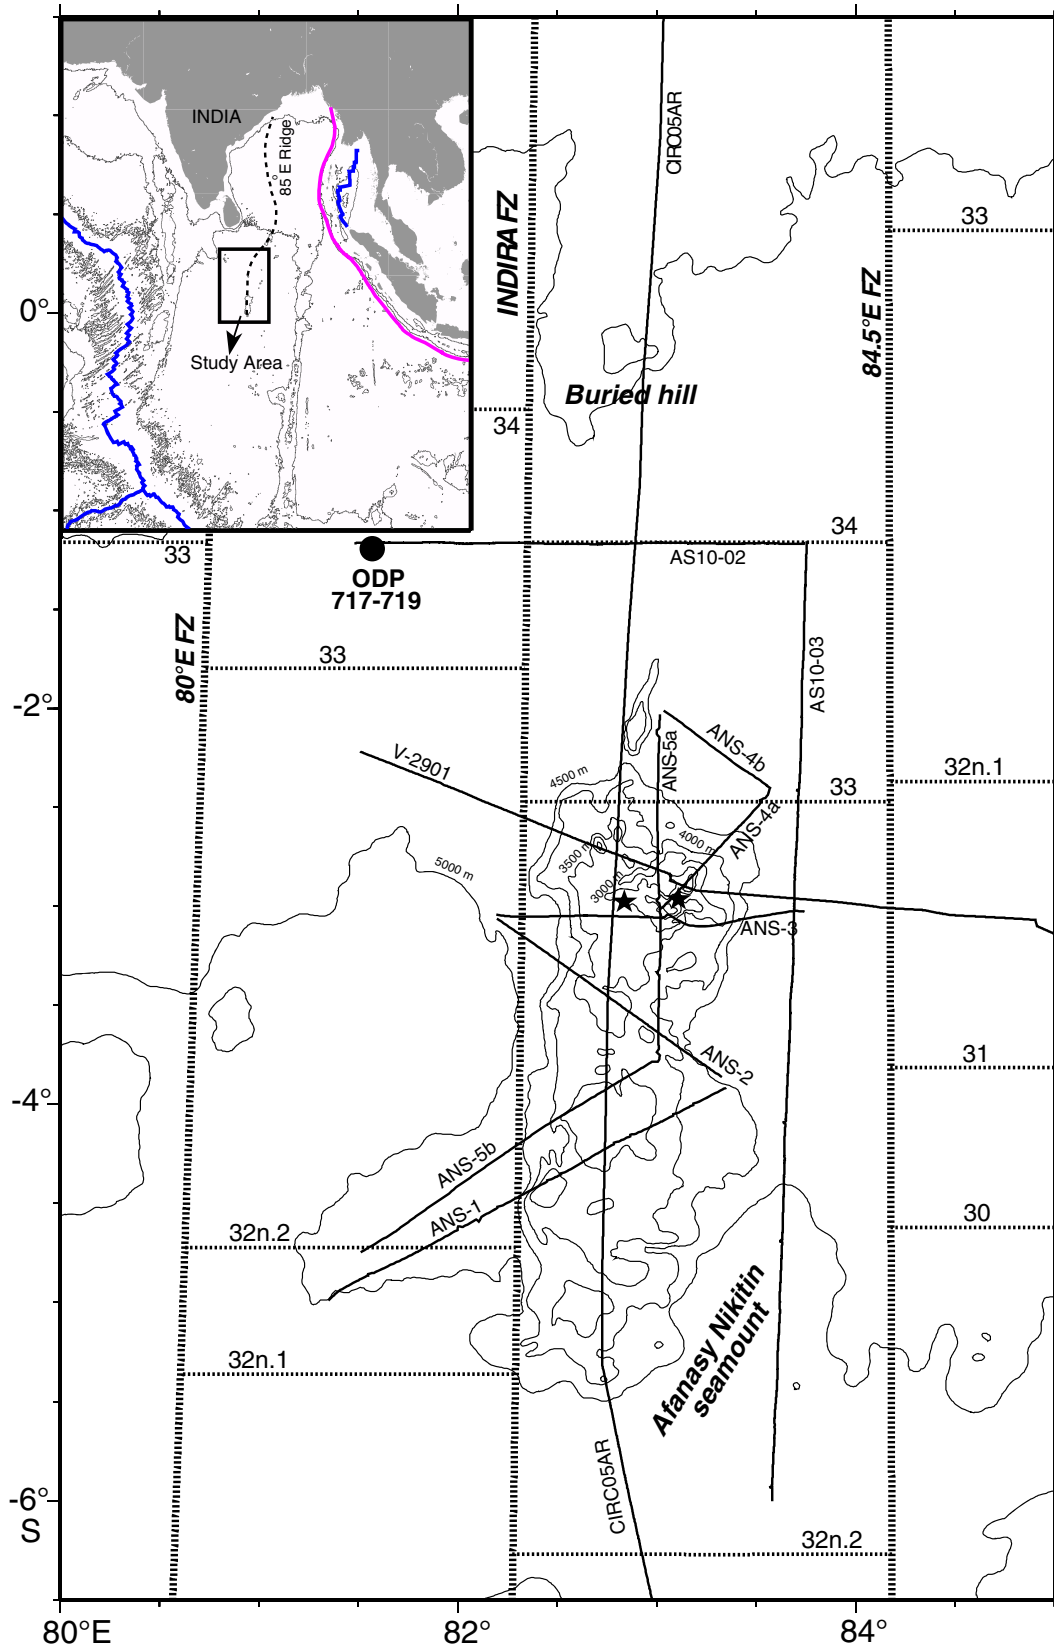 INDIA
85°E Ridge
Study Area
CIRC05AR
INDIRA FZ
33
84.5°E FZ
0°
Buried hill
34
33
34
AS10-02
ODP
717-719
80°E FZ
33
AS10-03
-2°
V-2901
ANS-5a
ANS-4b
32n.1
4500 m
33
ANS-4a
4000 m
3500 m
5000 m
3000 m
ANS-3
31
ANS-2
-4°
ANS-5b
ANS-1
30
32n.2
32n.1
Afanasy Nikitin
seamount
CIRC05AR
-6°
S
32n.2
80°E
82°
84°